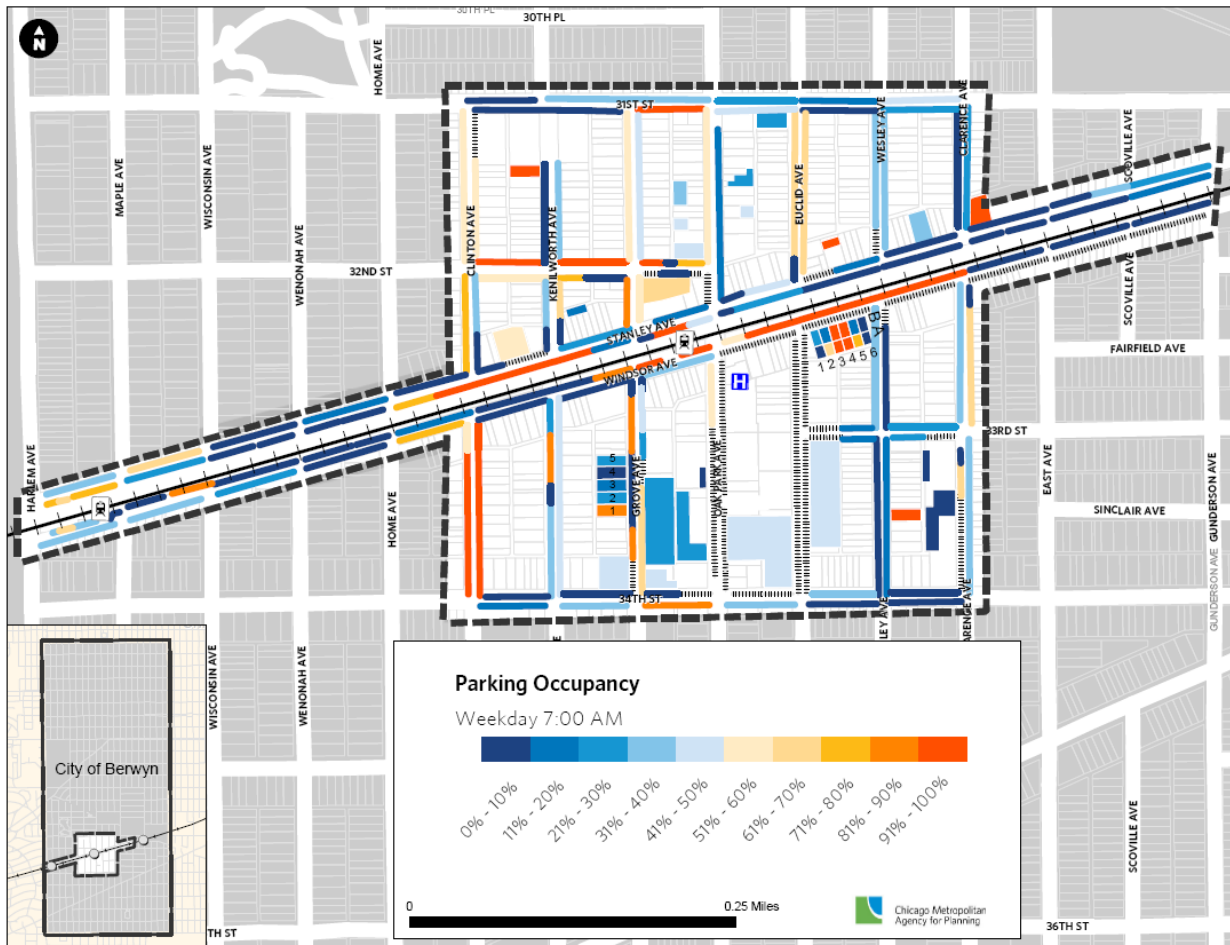 30TH PL
30TH PL
N
HOME AVE
31ST ST
MAPLE AVE
WISCONSIN AVE
WENONAH AVE
CLINTON AVE
KENILWORTH AVE
EUCLID AVE
WESLEY AVE
CLARENCE AVE
SCOVILLE AVE
32ND ST
STANLEY AVE
WINDSOR AVE
B A
1 2 3 4 5 6
H
SCOVILLE AVE
FAIRFIELD AVE
HARLEM AVE
HOME AVE
5
4
3
2
1
GROVE AVE
OAK PARK AVE
33RD ST
EAST AVE
SINCLAIR AVE
GUNDERSON AVE
GUNDERSON AVE
34TH ST
LEY AVE
ARENCE AVE
VE
WISCONSIN AVE
WENONAH AVE
City of Berwyn
Parking Occupancy
Weekday 7:00 AM
0% - 10%
11% - 20%
21% - 30%
31% - 40%
41% - 50%
51% - 60%
61% - 70%
71% - 80%
81% - 90%
91% - 100%
SCOVILLE AVE
0
0.25 Miles
Chicago Metropolitan
Agency for Planning
TH ST
36TH ST